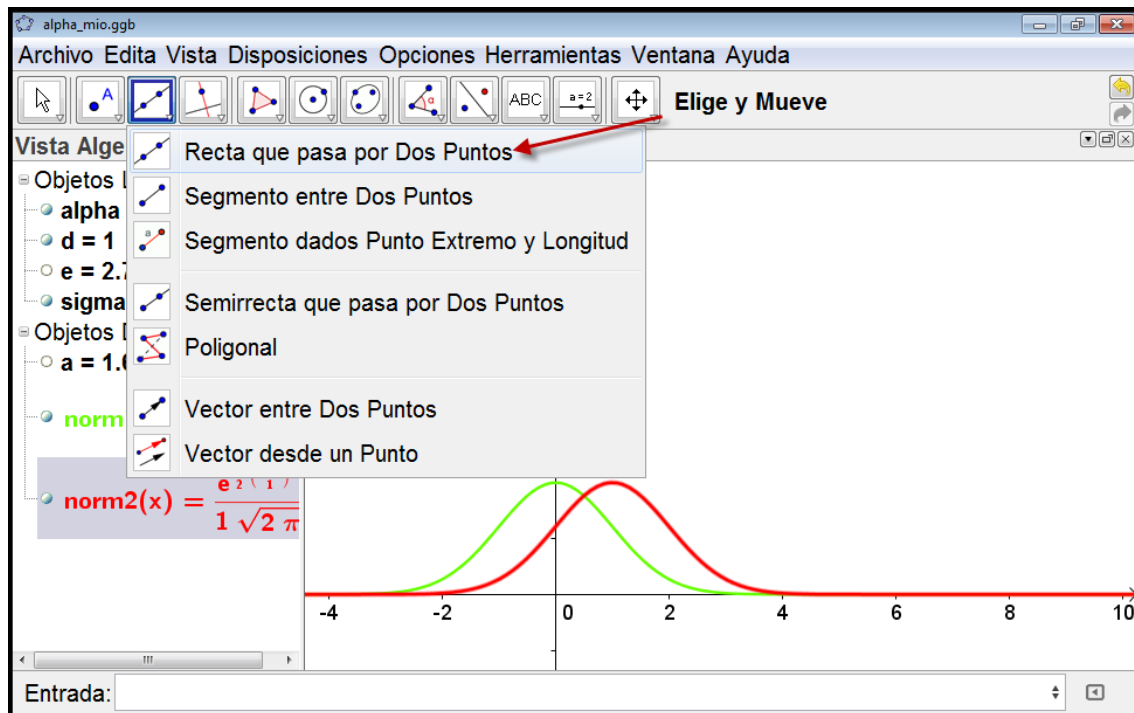 alpha_mio.ggb
Archivo Edita Vista Disposiciones Opciones Herramientas Ventana Ayuda
A
α
ABC
a=2
Elige y Mueve
Vista Alge
Recta que pasa por Dos Puntos
Objetos
Segmento entre Dos Puntos
alpha
a
Segmento dados Punto Extremo y Longitud
d = 1
e = 2.7
sigma
Semirrecta que pasa por Dos Puntos
Objetos
Poligonal
a = 1.6
Vector entre Dos Puntos
norm
Vector desde un Punto
norm2(x) = e 2 ( 1 )
1 √2 π
-4 -2 0 2 4 6 8 10
Entrada: